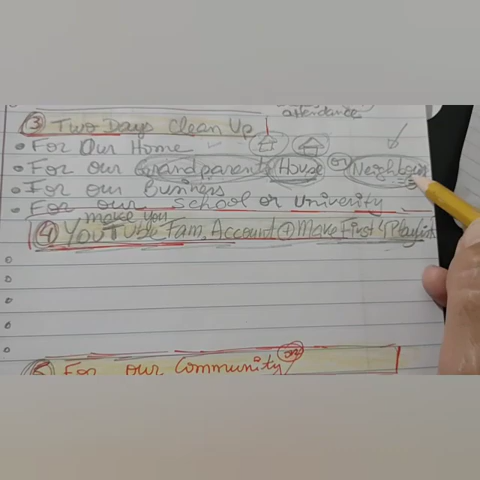 attendance
③ Two Days Clean Up
• For Our Home
• For our Grandparents House or Neighbour
• For our Business
• For our school or Univerity
make you
④ YouTube Fam. Account + Make First Playlist
⑤ For our Community